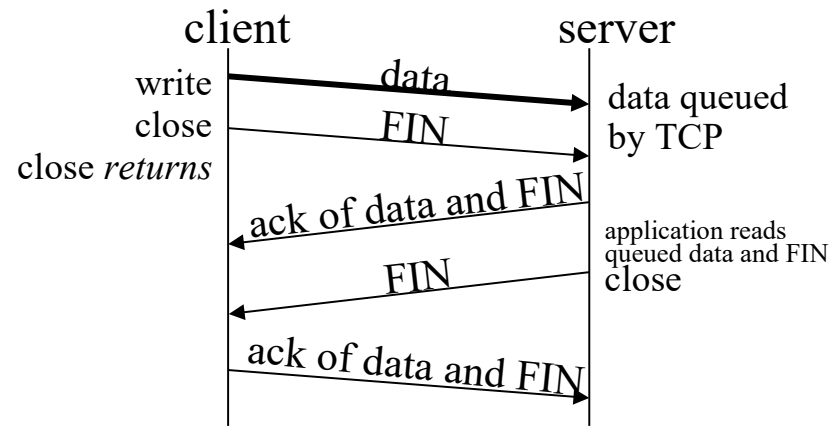 client
server
write
data
data queued
by TCP
close
FIN
close returns
ack of data and FIN
application reads
queued data and FIN
close
FIN
ack of data and FIN